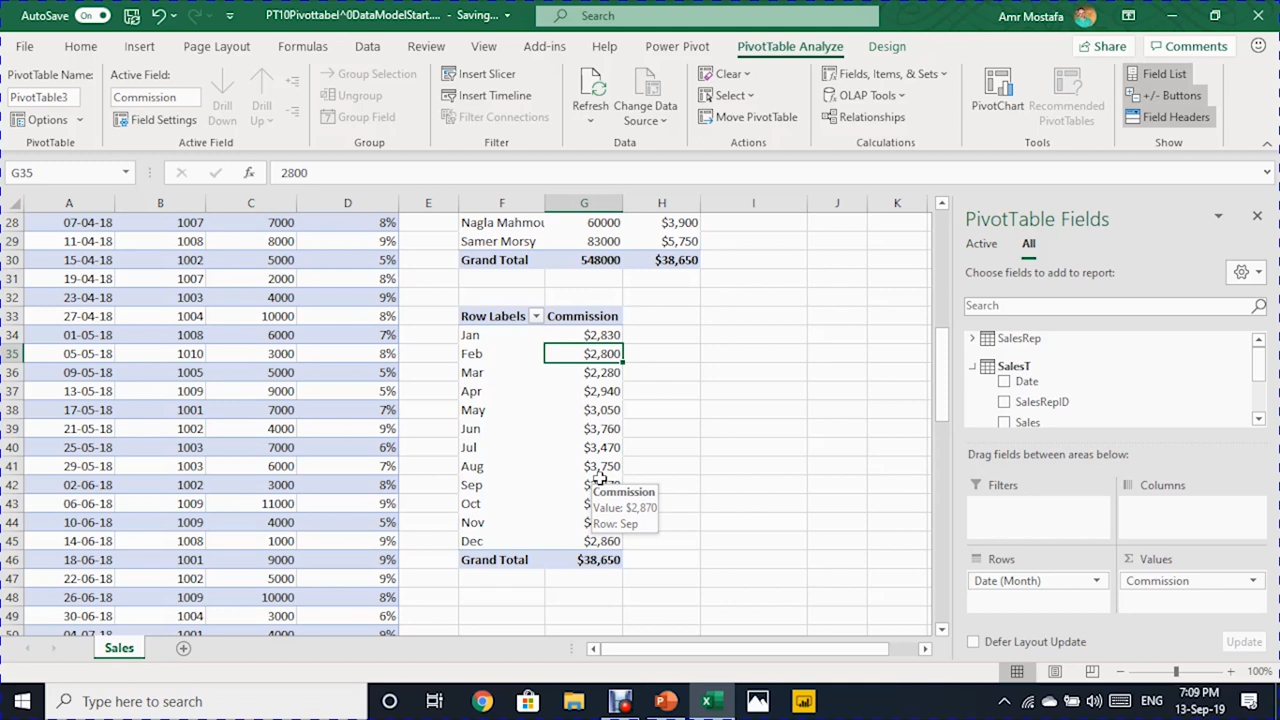 AutoSave On PT10Pivottabel^0DataModelStart.... - Saving... Search Amr Mostafa
File Home Insert Page Layout Formulas Data Review View Add-ins Help Power Pivot PivotTable Analyze Design Share Comments
PivotTable Name: Active Field: Group Selection Insert Slicer Clear Fields, Items, & Sets Field List
PivotTable3 Commission Drill Down Drill Up Ungroup Insert Timeline Refresh Change Data Source Select OLAP Tools PivotChart Recommended PivotTables +/- Buttons
Options Field Settings Group Field Filter Connections Move PivotTable Relationships Field Headers
PivotTable Active Field Group Filter Data Actions Calculations Tools Show
G35 fx 2800
A B C D E F G H I J K
28 07-04-18 1007 7000 8% Nagla Mahmou 60000 $3,900
29 11-04-18 1008 8000 9% Samer Morsy 83000 $5,750
30 15-04-18 1002 5000 5% Grand Total 548000 $38,650
31 19-04-18 1007 2000 8%
32 23-04-18 1003 4000 9%
33 27-04-18 1004 10000 8% Row Labels Commission
34 01-05-18 1008 6000 7% Jan $2,830
35 05-05-18 1010 3000 8% Feb $2,800
36 09-05-18 1005 5000 5% Mar $2,280
37 13-05-18 1009 9000 5% Apr $2,940
38 17-05-18 1001 7000 7% May $3,050
39 21-05-18 1002 4000 9% Jun $3,760
40 25-05-18 1003 7000 6% Jul $3,470
41 29-05-18 1003 6000 7% Aug $3,750
42 02-06-18 1002 3000 8% Sep
43 06-06-18 1009 11000 9% Oct
44 10-06-18 1009 4000 5% Nov
45 14-06-18 1008 1000 9% Dec $2,860
46 18-06-18 1001 9000 9% Grand Total $38,650
47 22-06-18 1002 5000 9%
48 26-06-18 1009 10000 8%
49 30-06-18 1004 3000 6%
50 04-07-18 1001 4000 9%
Commission
Value: $2,870
Row: Sep
PivotTable Fields
Active All
Choose fields to add to report:
Search
SalesRep
SalesT
Date
SalesRepID
Sales
Drag fields between areas below:
Filters Columns
Rows Σ Values
Date (Month) Commission
Defer Layout Update Update
Sales
100%
Type here to search ENG 7:09 PM
13-Sep-19